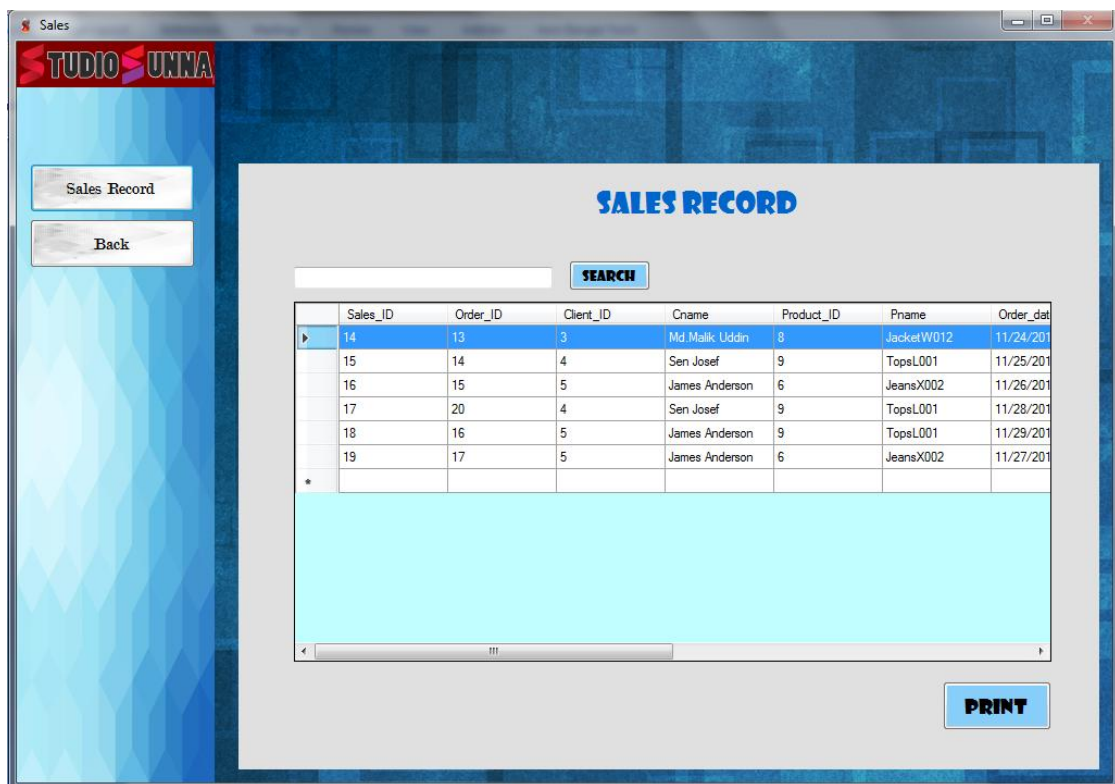 Sales
STUDIO SUNNA
Sales Record
Back
SALES RECORD
SEARCH
Sales_ID Order_ID Client_ID Cname Product_ID Pname Order_dat
14 13 3 Md.Malik Uddin 8 JacketW012 11/24/201
15 14 4 Sen Josef 9 TopsL001 11/25/201
16 15 5 James Anderson 6 JeansX002 11/26/201
17 20 4 Sen Josef 9 TopsL001 11/28/201
18 16 5 James Anderson 9 TopsL001 11/29/201
19 17 5 James Anderson 6 JeansX002 11/27/201
PRINT